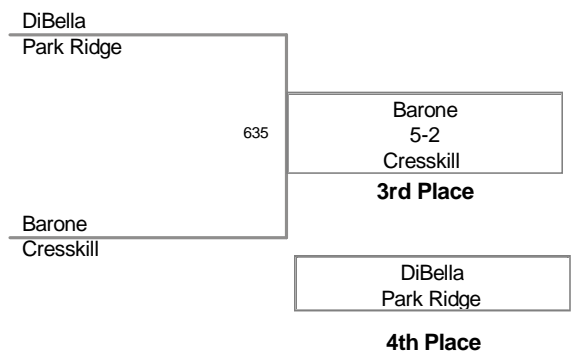 DiBella
Park Ridge
635
Barone
5-2
Cresskill
3rd Place
Barone
Cresskill
DiBella
Park Ridge
4th Place